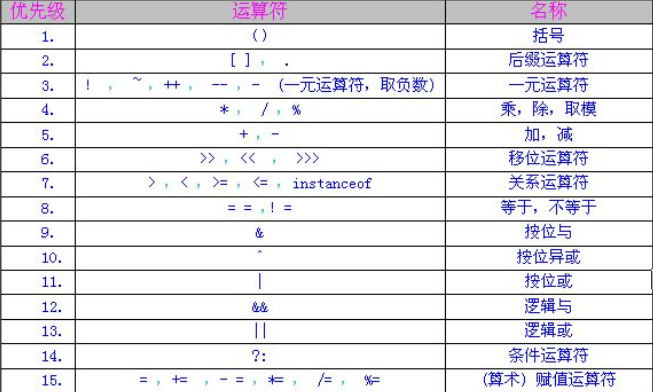 优先级 运算符 名称
1. () 括号
2. [ ] , . 后缀运算符
3. ! , ~ , ++ , -- , - (一元运算符，取负数) 一元运算符
4. * , / , % 乘，除，取模
5. + , - 加，减
6. >> , << , >>> 移位运算符
7. > , < , >= , <= , instanceof 关系运算符
8. = = , ! = 等于，不等于
9. & 按位与
10. ^ 按位异或
11. | 按位或
12. && 逻辑与
13. || 逻辑或
14. ?: 条件运算符
15. = , += , - = , *= , /= , %= (算术) 赋值运算符